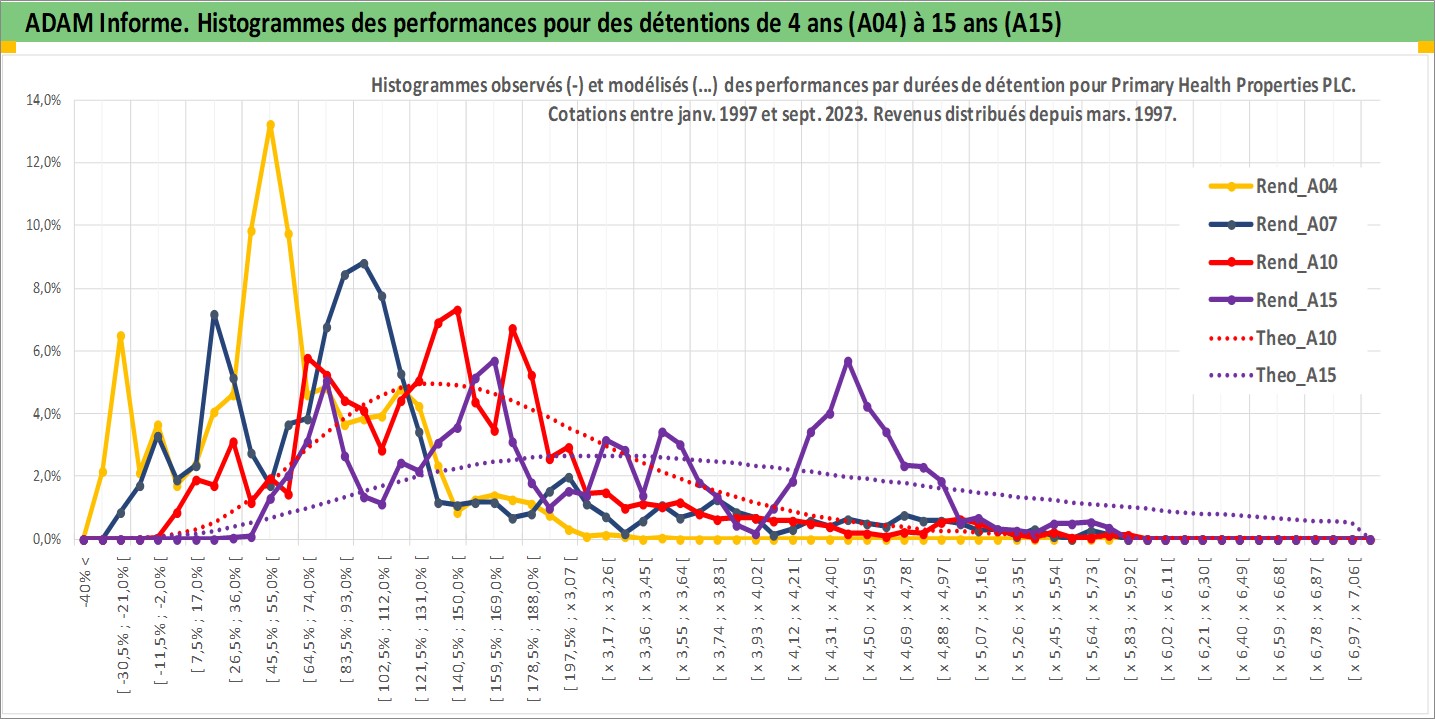 ADAM Informe. Histogrammes des performances pour des détentions de 4 ans (A04) à 15 ans (A15)
Histogrammes observés (-) et modélisés (...) des performances par durées de détention pour Primary Health Properties PLC.
Cotations entre janv. 1997 et sept. 2023. Revenus distribués depuis mars. 1997.
14,0%
12,0%
10,0%
8,0%
6,0%
4,0%
2,0%
0,0%
Rend_A04
Rend_A07
Rend_A10
Rend_A15
Theo_A10
Theo_A15
-40% <
[ -30,5% ; -21,0% [
[ -11,5% ; -2,0% [
[ 7,5% ; 17,0% [
[ 26,5% ; 36,0% [
[ 45,5% ; 55,0% [
[ 64,5% ; 74,0% [
[ 83,5% ; 93,0% [
[ 102,5% ; 112,0% [
[ 121,5% ; 131,0% [
[ 140,5% ; 150,0% [
[ 159,5% ; 169,0% [
[ 178,5% ; 188,0% [
[ 197,5% ; x 3,07 [
[ x 3,17 ; x 3,26 [
[ x 3,36 ; x 3,45 [
[ x 3,55 ; x 3,64 [
[ x 3,74 ; x 3,83 [
[ x 3,93 ; x 4,02 [
[ x 4,12 ; x 4,21 [
[ x 4,31 ; x 4,40 [
[ x 4,50 ; x 4,59 [
[ x 4,69 ; x 4,78 [
[ x 4,88 ; x 4,97 [
[ x 5,07 ; x 5,16 [
[ x 5,26 ; x 5,35 [
[ x 5,45 ; x 5,54 [
[ x 5,64 ; x 5,73 [
[ x 5,83 ; x 5,92 [
[ x 6,02 ; x 6,11 [
[ x 6,21 ; x 6,30 [
[ x 6,40 ; x 6,49 [
[ x 6,59 ; x 6,68 [
[ x 6,78 ; x 6,87 [
[ x 6,97 ; x 7,06 [